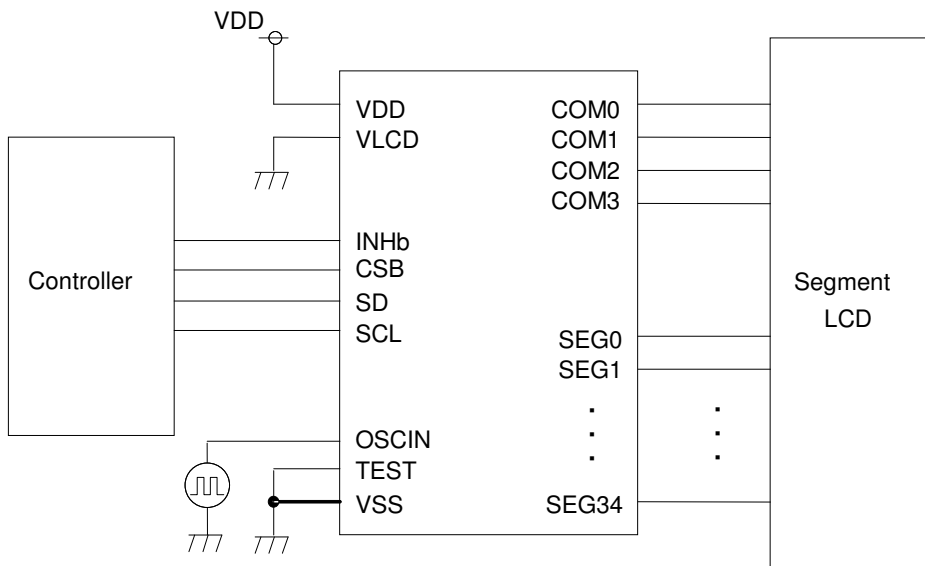 VDD
VDD
VLCD
INHb
CSB
SD
SCL
OSCIN
TEST
VSS
COM0
COM1
COM2
COM3
SEG0
SEG1
SEG34
Controller
Segment
LCD